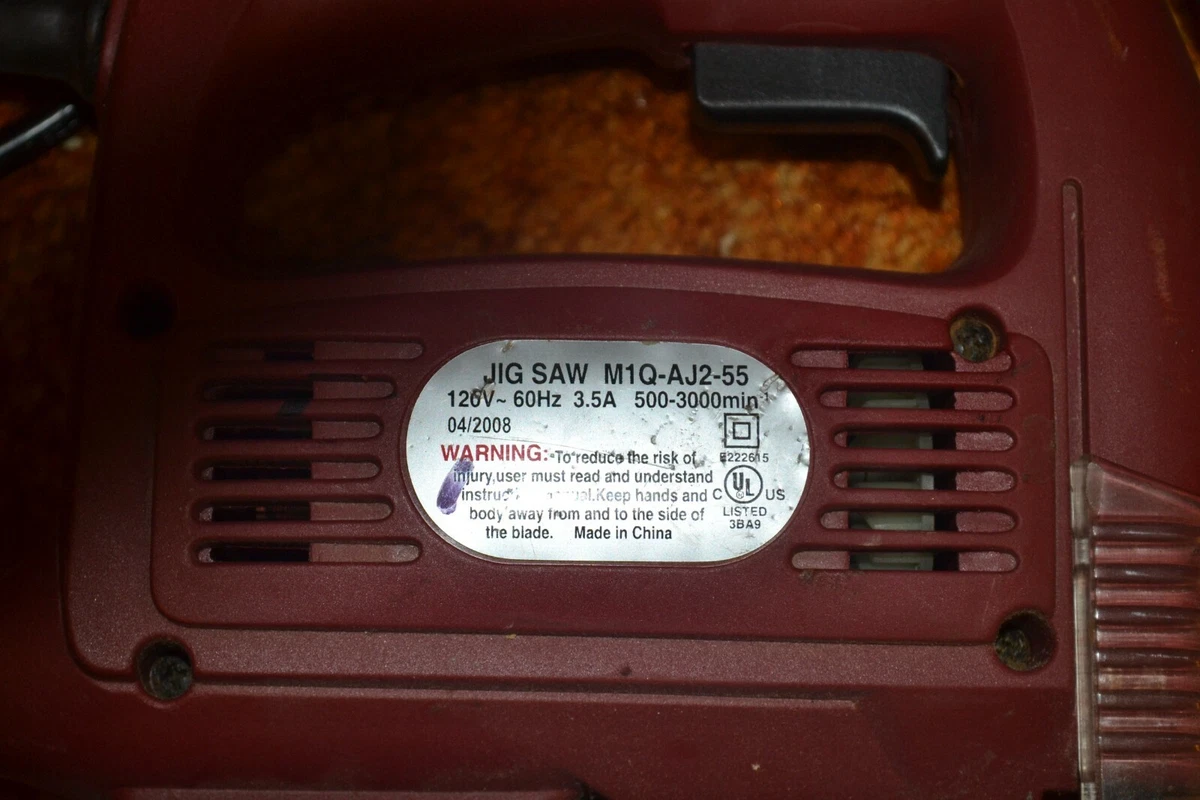 JIG SAW M1Q-AJ2-55
120V~ 60Hz 3.5A 500-3000min-1
04/2008
WARNING: To reduce the risk of
injury,user must read and understand
Keep hands and
body away from and to the side of
the blade. Made in China
E222615
C UL US
LISTED
3BA9